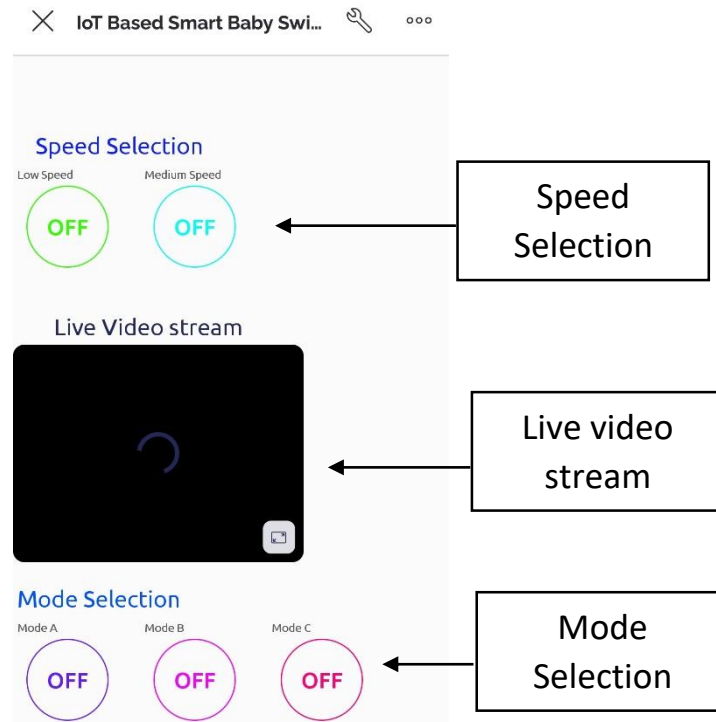 IoT Based Smart Baby Swi...
Speed Selection
Low Speed Medium Speed
OFF OFF
Speed
Selection
Live Video stream
Live video
stream
Mode Selection
Mode A Mode B Mode C
OFF OFF OFF
Mode
Selection